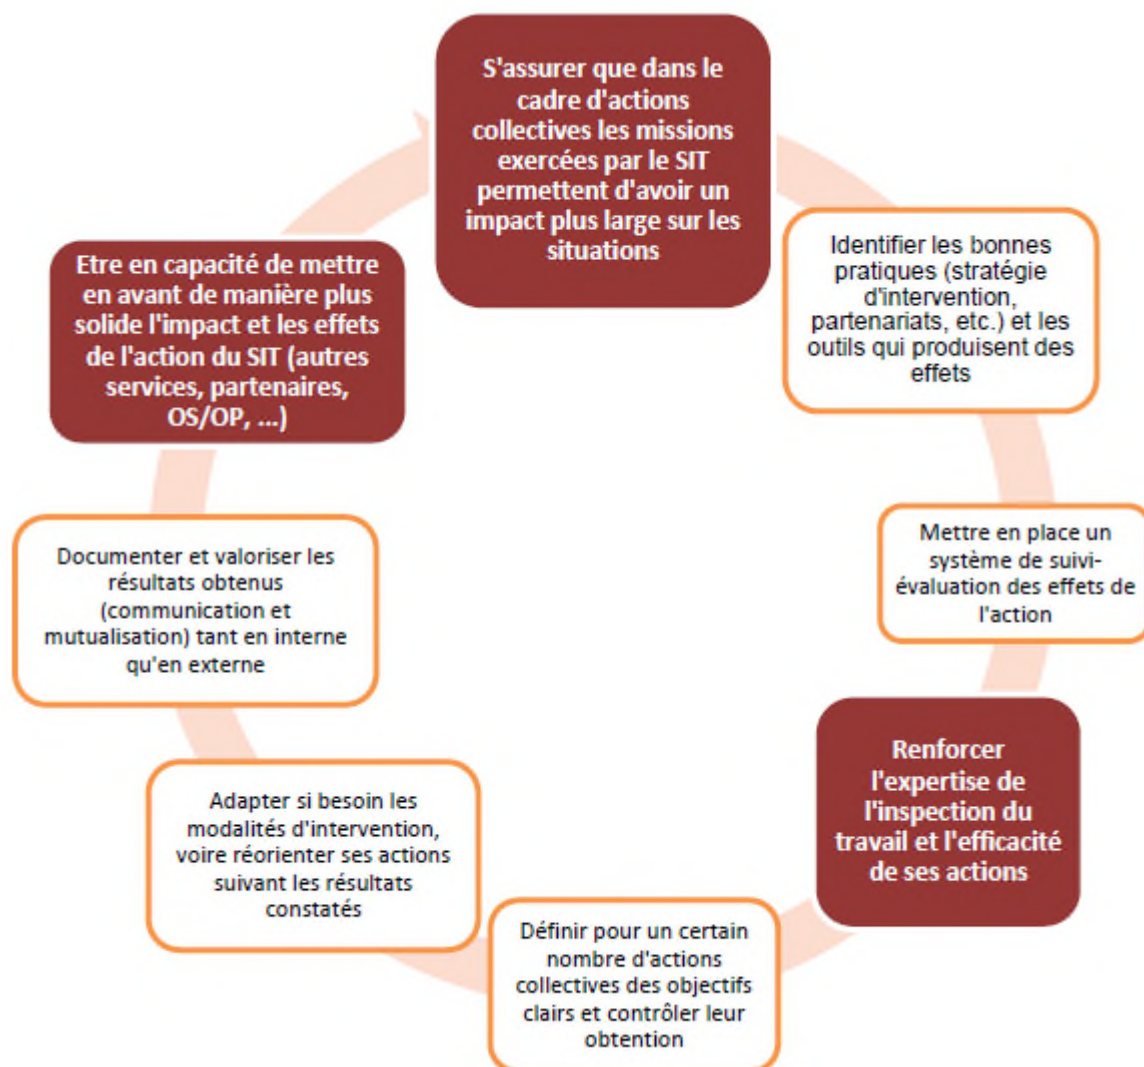 S'assurer que dans le
cadre d'actions
collectives les missions
exercées par le SIT
permettent d'avoir un
impact plus large sur les
situations
Identifier les bonnes
pratiques (stratégie
d'intervention,
partenariats, etc.) et les
outils qui produisent des
effets
Mettre en place un
système de suivi-
évaluation des effets de
l'action
Renforcer
l'expertise de
l'inspection du
travail et l'efficacité
de ses actions
Définir pour un certain
nombre d'actions
collectives des objectifs
clairs et contrôler leur
obtention
Adapter si besoin les
modalités d'intervention,
voire réorienter ses actions
suivant les résultats
constatés
Documenter et valoriser les
résultats obtenus
(communication et
mutualisation) tant en interne
qu'en externe
Etre en capacité de mettre
en avant de manière plus
solide l'impact et les effets
de l'action du SIT (autres
services, partenaires,
OS/OP, ...)